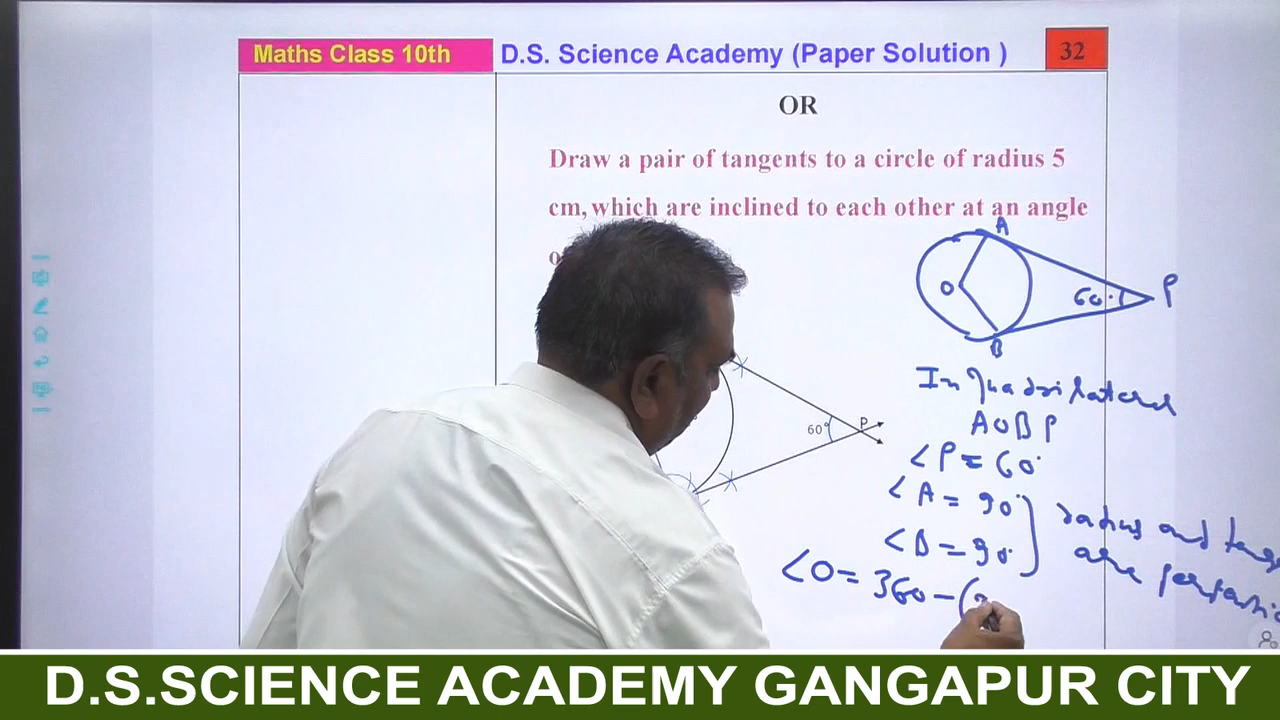 Maths Class 10th
D.S. Science Academy (Paper Solution )
32
OR
Draw a pair of tangents to a circle of radius 5
cm, which are inclined to each other at an angle
A
O
60°
P
B
60°
P
In quadrilateral
AOBP
∠P = 60°
∠A = 90°
∠B = 90°
radius and
are
∠O = 360 - (
D.S.SCIENCE ACADEMY GANGAPUR CITY